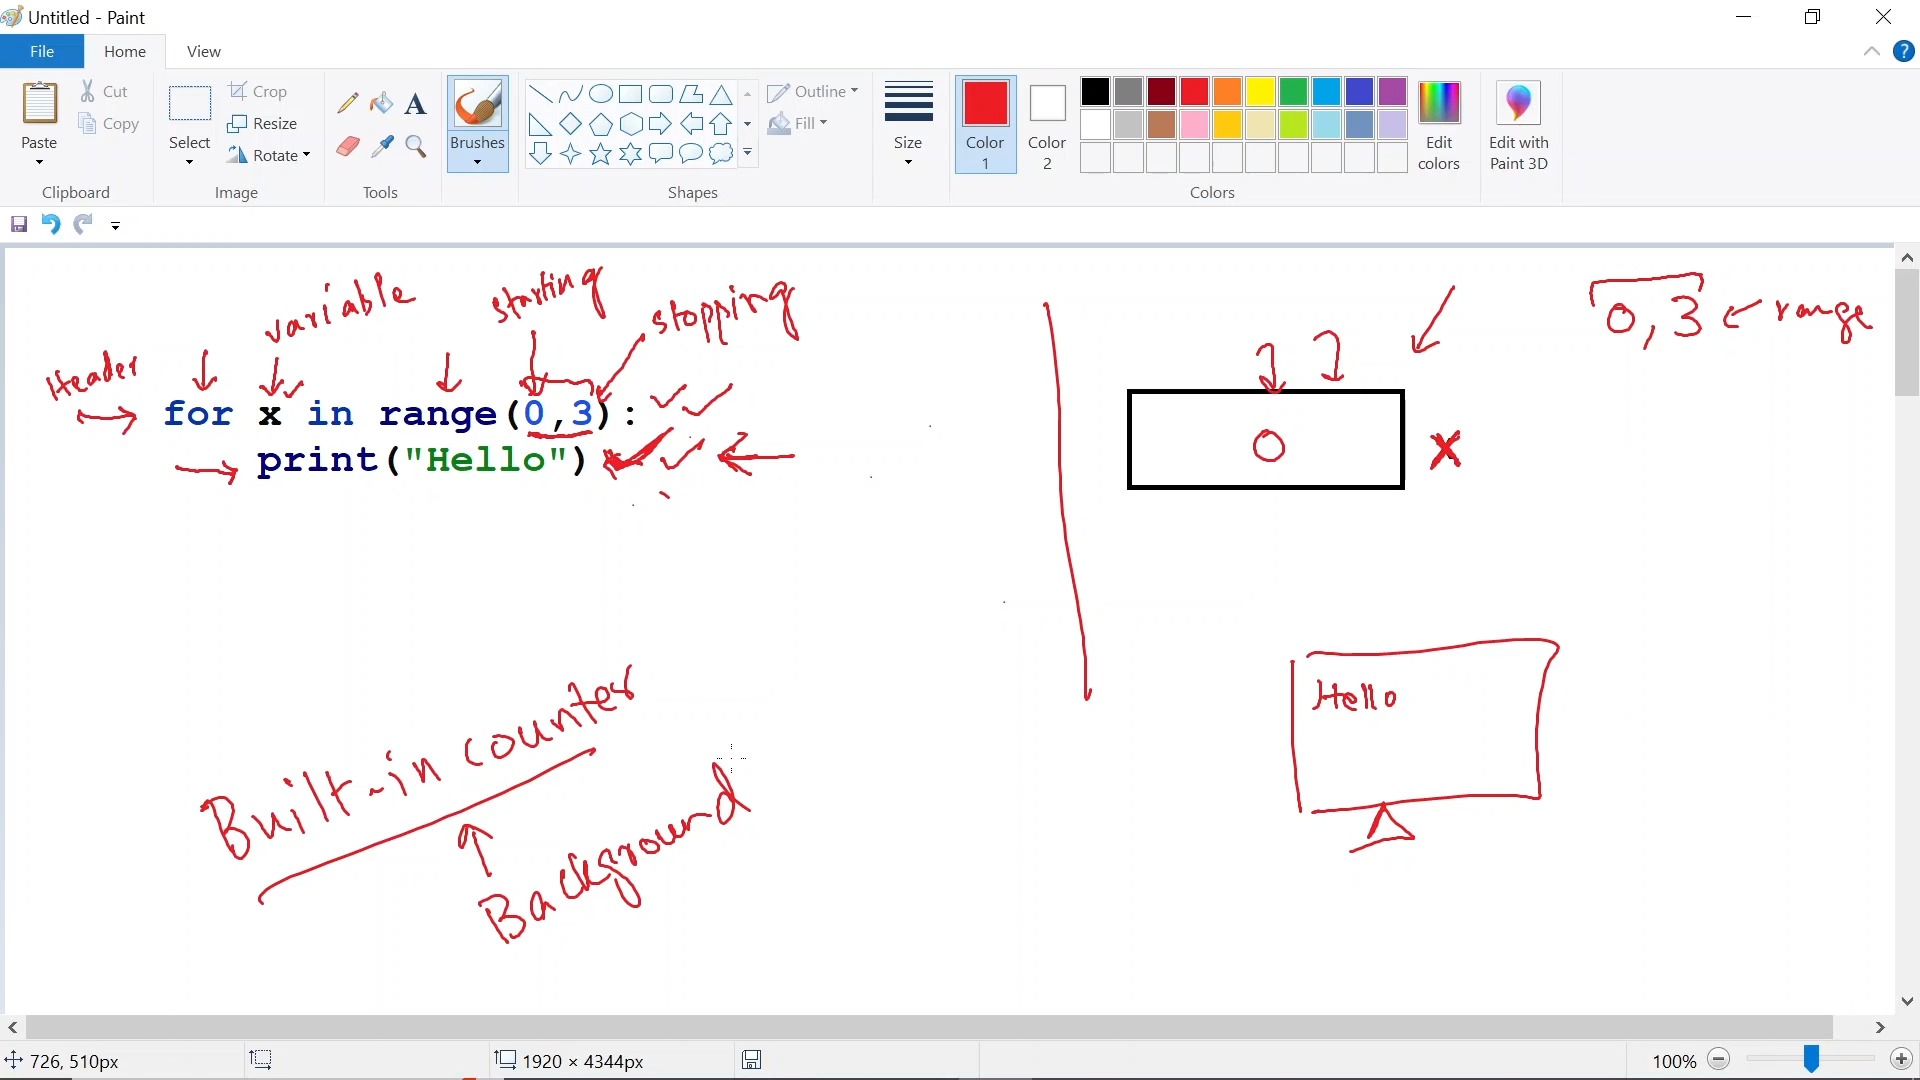 Untitled - Paint
File Home View
Paste Cut Copy Clipboard
Select Crop Resize Rotate Image
Tools
Brushes
Outline Fill Shapes
Size
Color 1
Color 2
Edit colors
Colors
Edit with Paint 3D
variable
starting
stopping
Header
for x in range(0,3):
print("Hello")
Built-in counter
Background
0, 3 range
0 x
Hello
726, 510px
1920 × 4344px
100%